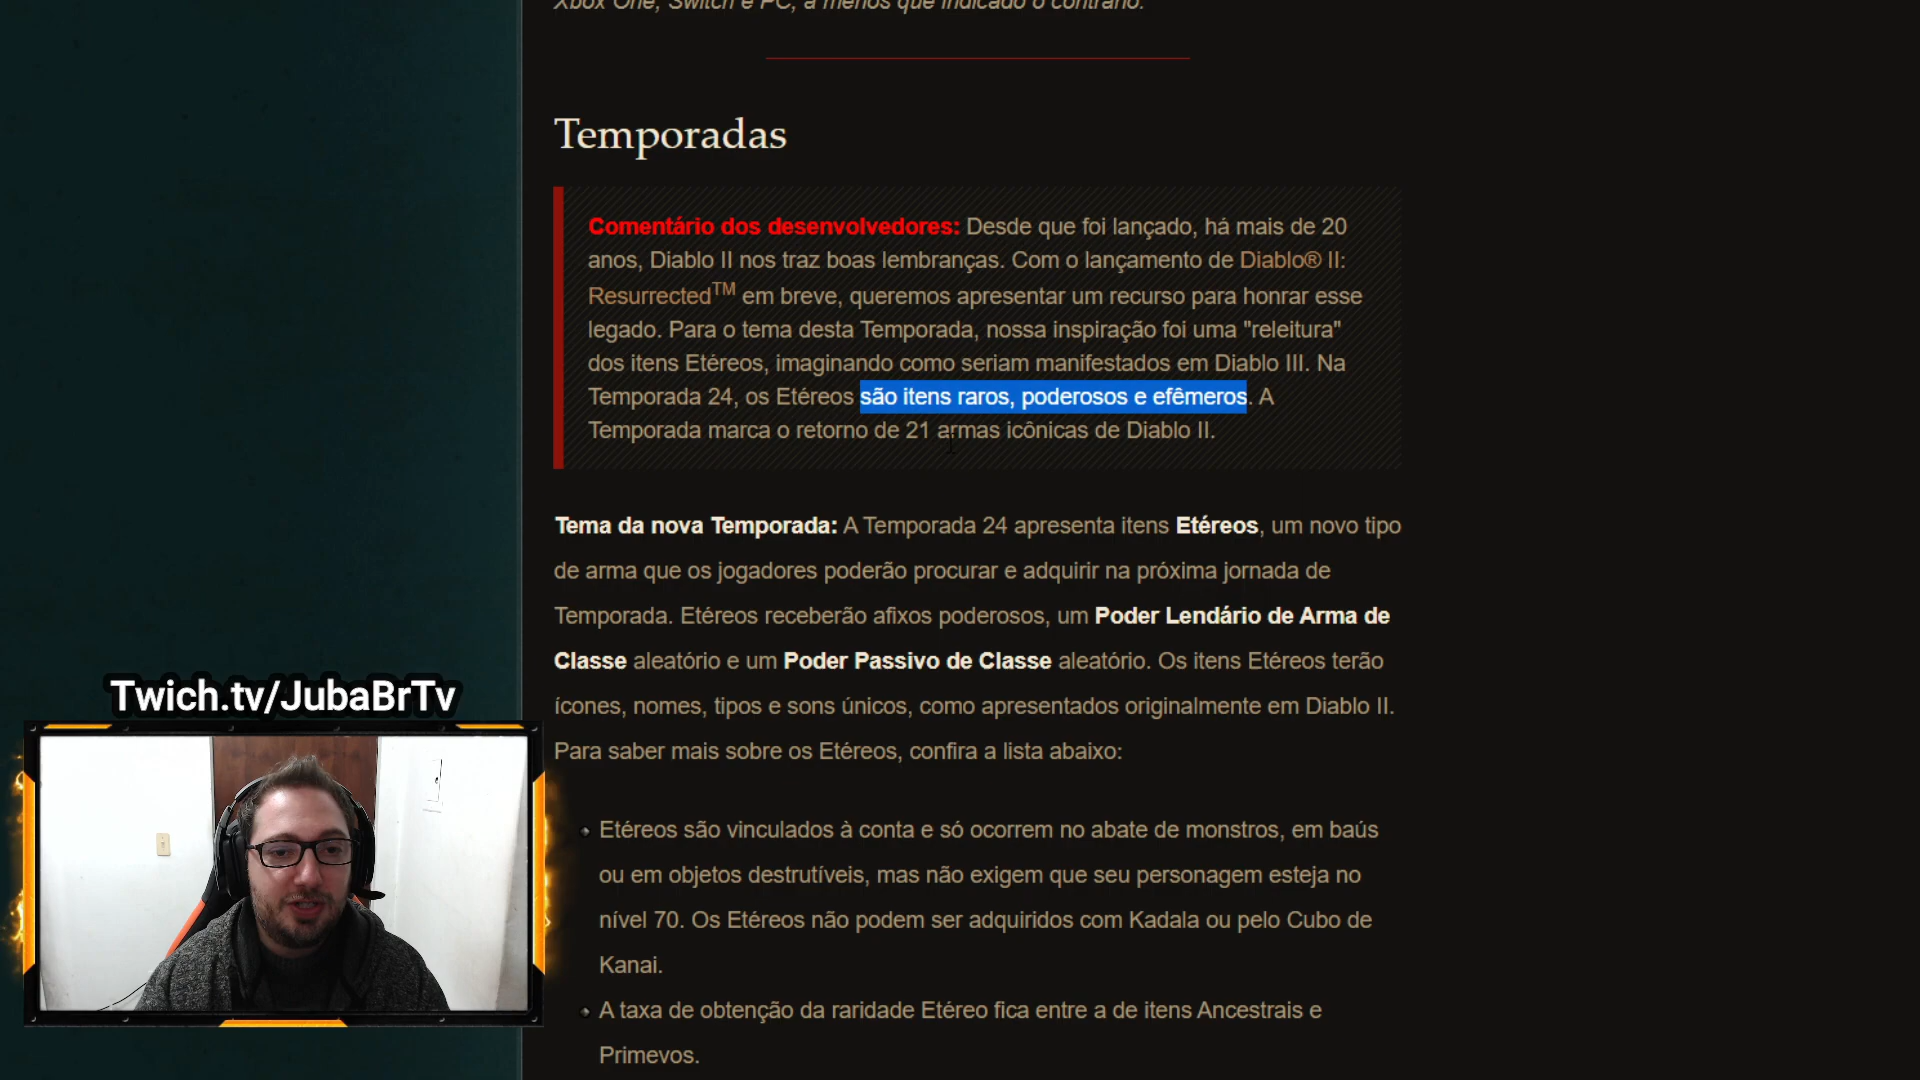 Xbox One, Switch e PC, a menos que indicado o contrário.
Temporadas
Comentário dos desenvolvedores: Desde que foi lançado, há mais de 20
anos, Diablo II nos traz boas lembranças. Com o lançamento de Diablo® II:
Resurrected™ em breve, queremos apresentar um recurso para honrar esse
legado. Para o tema desta Temporada, nossa inspiração foi uma "releitura"
dos itens Etéreos, imaginando como seriam manifestados em Diablo III. Na
Temporada 24, os Etéreos são itens raros, poderosos e efêmeros. A
Temporada marca o retorno de 21 armas icônicas de Diablo II.
Tema da nova Temporada: A Temporada 24 apresenta itens Etéreos, um novo tipo
de arma que os jogadores poderão procurar e adquirir na próxima jornada de
Temporada. Etéreos receberão afixos poderosos, um Poder Lendário de Arma de
Classe aleatório e um Poder Passivo de Classe aleatório. Os itens Etéreos terão
ícones, nomes, tipos e sons únicos, como apresentados originalmente em Diablo II.
Para saber mais sobre os Etéreos, confira a lista abaixo:
Etéreos são vinculados à conta e só ocorrem no abate de monstros, em baús
ou em objetos destrutíveis, mas não exigem que seu personagem esteja no
nível 70. Os Etéreos não podem ser adquiridos com Kadala ou pelo Cubo de
Kanai.
A taxa de obtenção da raridade Etéreo fica entre a de itens Ancestrais e
Primevos.
Twich.tv/JubaBrTv